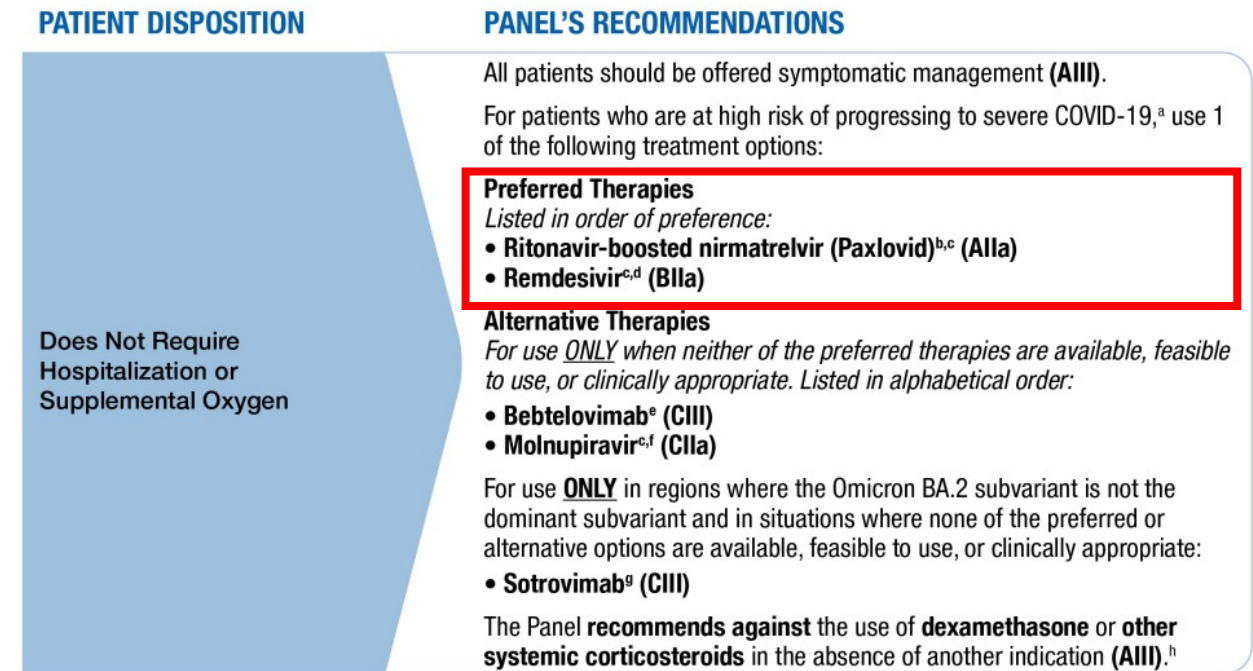 PATIENT DISPOSITION
PANEL'S RECOMMENDATIONS
Does Not Require
Hospitalization or
Supplemental Oxygen
All patients should be offered symptomatic management (AIII).
For patients who are at high risk of progressing to severe COVID-19,ᵃ use 1
of the following treatment options:
Preferred Therapies
Listed in order of preference:
• Ritonavir-boosted nirmatrelvir (Paxlovid)ᵇ,ᶜ (AIIa)
• Remdesivirᶜ,ᵈ (BIIa)
Alternative Therapies
For use ONLY when neither of the preferred therapies are available, feasible
to use, or clinically appropriate. Listed in alphabetical order:
• Bebtelovimabᵉ (CIII)
• Molnupiravirᶜ,ᶠ (CIIa)
For use ONLY in regions where the Omicron BA.2 subvariant is not the
dominant subvariant and in situations where none of the preferred or
alternative options are available, feasible to use, or clinically appropriate:
• Sotrovimabᵍ (CIII)
The Panel recommends against the use of dexamethasone or other
systemic corticosteroids in the absence of another indication (AIII).ʰ